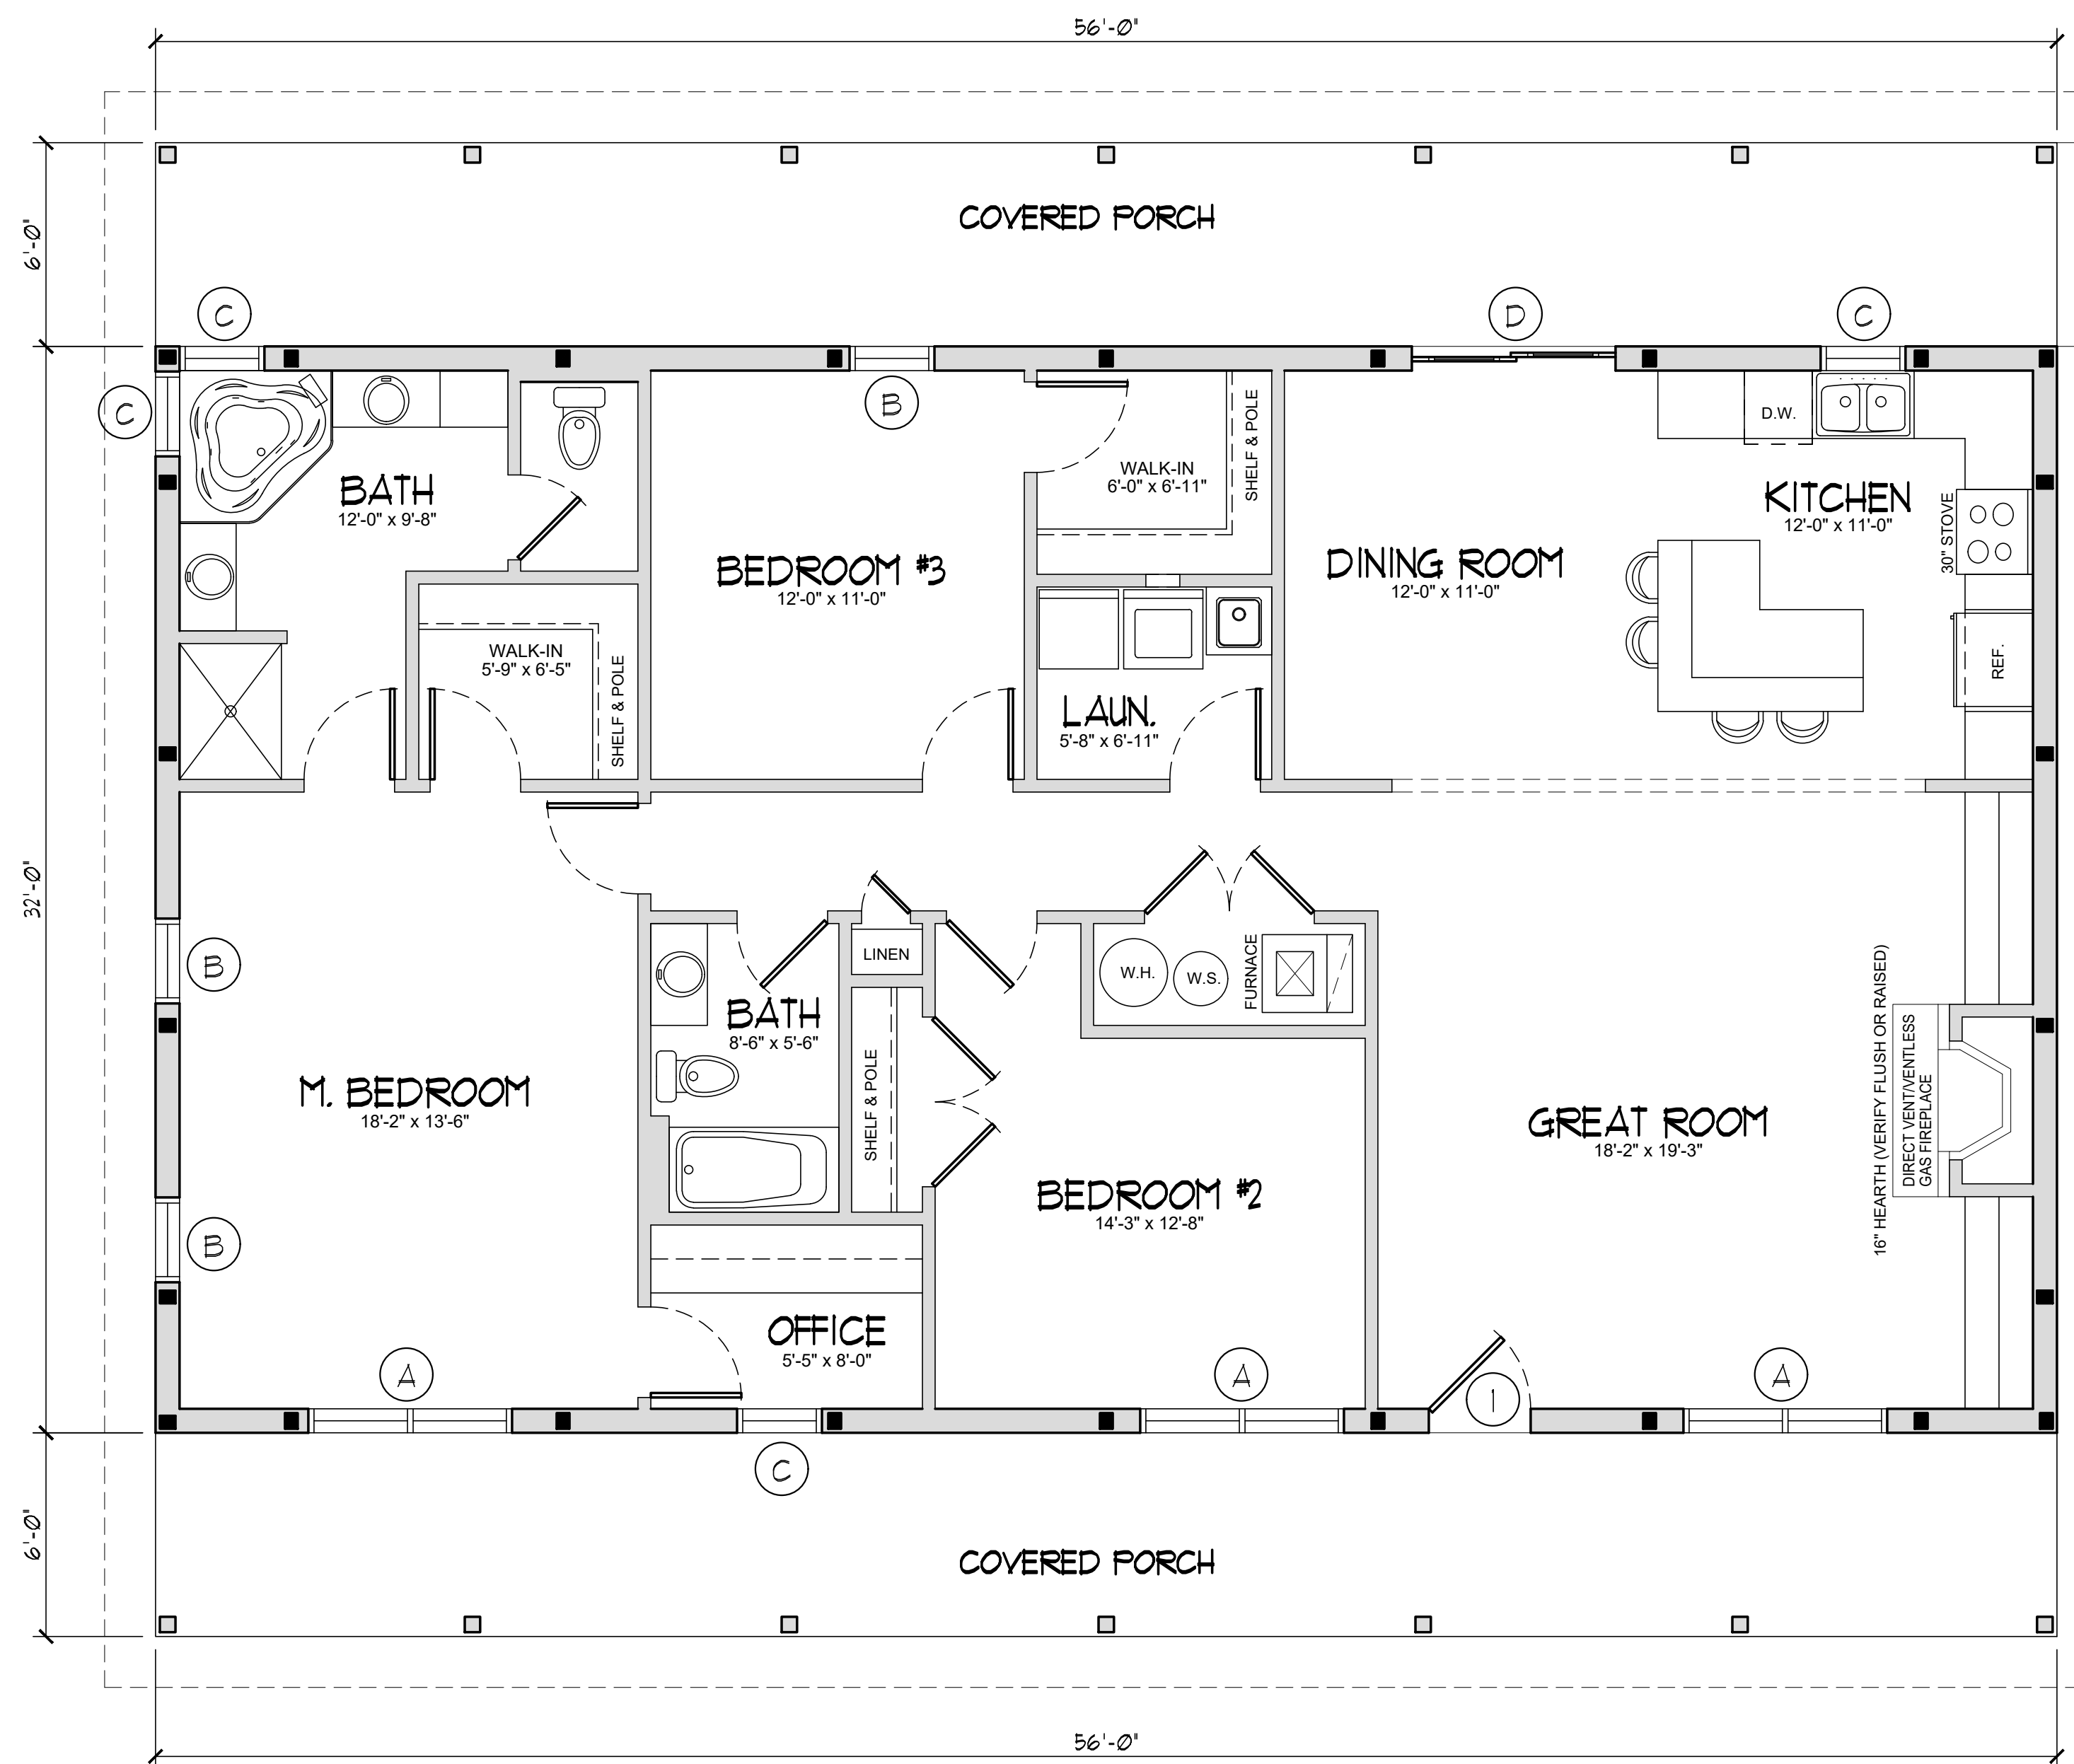 56'-0"
COVERED PORCH
6'-0"
C
D
C
C
B
D.W.
SHELF & POLE
WALK-IN
6'-0" x 6'-11"
BATH
12'-0" x 9'-8"
KITCHEN
12'-0" x 11'-0"
30" STOVE
BEDROOM #3
12'-0" x 11'-0"
DINING ROOM
12'-0" x 11'-0"
WALK-IN
5'-9" x 6'-5"
SHELF & POLE
REF.
LAUN.
5'-8" x 6'-11"
32'-0"
LINEN
B
W.H.
W.S.
FURNACE
BATH
8'-6" x 5'-6"
SHELF & POLE
M. BEDROOM
18'-2" x 13'-6"
GREAT ROOM
18'-2" x 19'-3"
16" HEARTH (VERIFY FLUSH OR RAISED)
DIRECT VENT/VENTLESS
GAS FIREPLACE
BEDROOM #2
14'-3" x 12'-8"
B
OFFICE
5'-5" x 8'-0"
A
A
1
A
C
6'-0"
COVERED PORCH
56'-0"